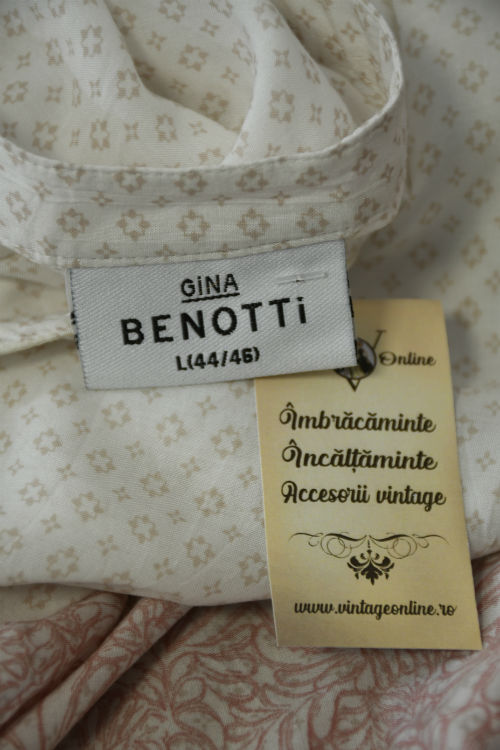 GiNA
BENOTTi
L(44/46)
V
Online
Îmbrăcăminte
Încălțăminte
Accesorii vintage
www.vintageonline.ro